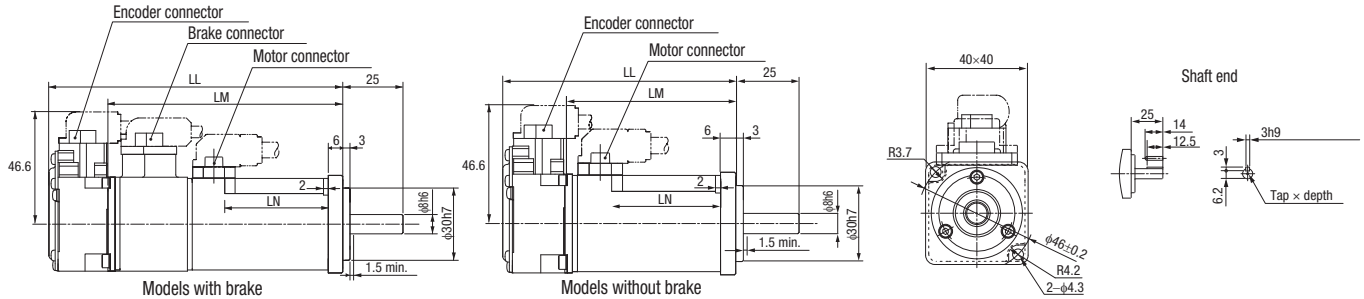 Encoder connector
Brake connector
Motor connector
LL
25
LM
6
3
46.6
2
LN
φ8h6
φ30h7
1.5 min.
Models with brake
Encoder connector
Motor connector
LL
25
LM
6
3
46.6
2
LN
φ8h6
φ30h7
1.5 min.
Models without brake
40×40
R3.7
φ46±0.2
R4.2
2−φ4.3
Shaft end
25
14
12.5
3h9
3
6.2
Tap × depth